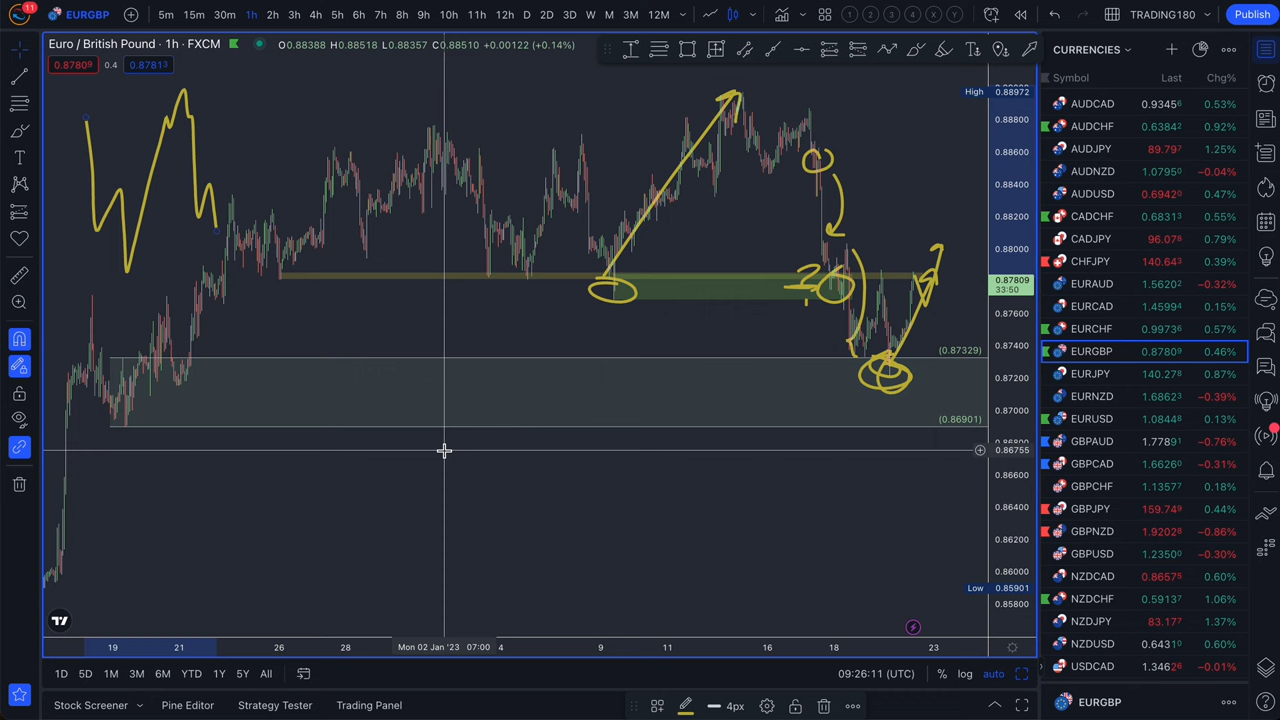 11
EURGBP
5m 15m 30m 1h 2h 3h 4h 5h 6h 7h 8h 9h 10h 11h 12h D 2D 3D W M 3M 12M
1 2 3 4 X Y
TRADING180
Publish
Euro / British Pound · 1h · FXCM
O0.88388 H0.88518 L0.88357 C0.88510 +0.00122 (+0.14%)
0.87809 0.4 0.87813
High 0.88972
0.88800
0.88600
0.88400
0.88200
0.88000
0.87809
33:50
0.87600
0.87400
(0.87329)
0.87200
0.87000
(0.86901)
0.86755
0.86600
0.86400
0.86200
0.86000
Low 0.85901
0.85800
19 21 26 28 Mon 02 Jan '23 07:00 4 9 11 16 18 23
1D 5D 1M 3M 6M YTD 1Y 5Y All
09:26:11 (UTC) % log auto
Stock Screener Pine Editor Strategy Tester Trading Panel
4px
CURRENCIES
Symbol Last Chg%
AUDCAD 0.93456 0.53%
AUDCHF 0.63842 0.92%
AUDJPY 89.797 1.25%
AUDNZD 1.07950 −0.04%
AUDUSD 0.69420 0.47%
CADCHF 0.68313 0.55%
CADJPY 96.078 0.79%
CHFJPY 140.643 0.39%
EURAUD 1.56202 −0.32%
EURCAD 1.45994 0.15%
EURCHF 0.99736 0.57%
EURGBP 0.87809 0.46%
EURJPY 140.278 0.87%
EURNZD 1.68623 −0.39%
EURUSD 1.08448 0.13%
GBPAUD 1.77891 −0.76%
GBPCAD 1.66260 −0.31%
GBPCHF 1.13577 0.18%
GBPJPY 159.749 0.44%
GBPNZD 1.92028 −0.86%
GBPUSD 1.23500 −0.30%
NZDCAD 0.86575 0.60%
NZDCHF 0.59137 1.06%
NZDJPY 83.177 1.37%
NZDUSD 0.64310 0.60%
USDCAD 1.34626 −0.01%
EURGBP